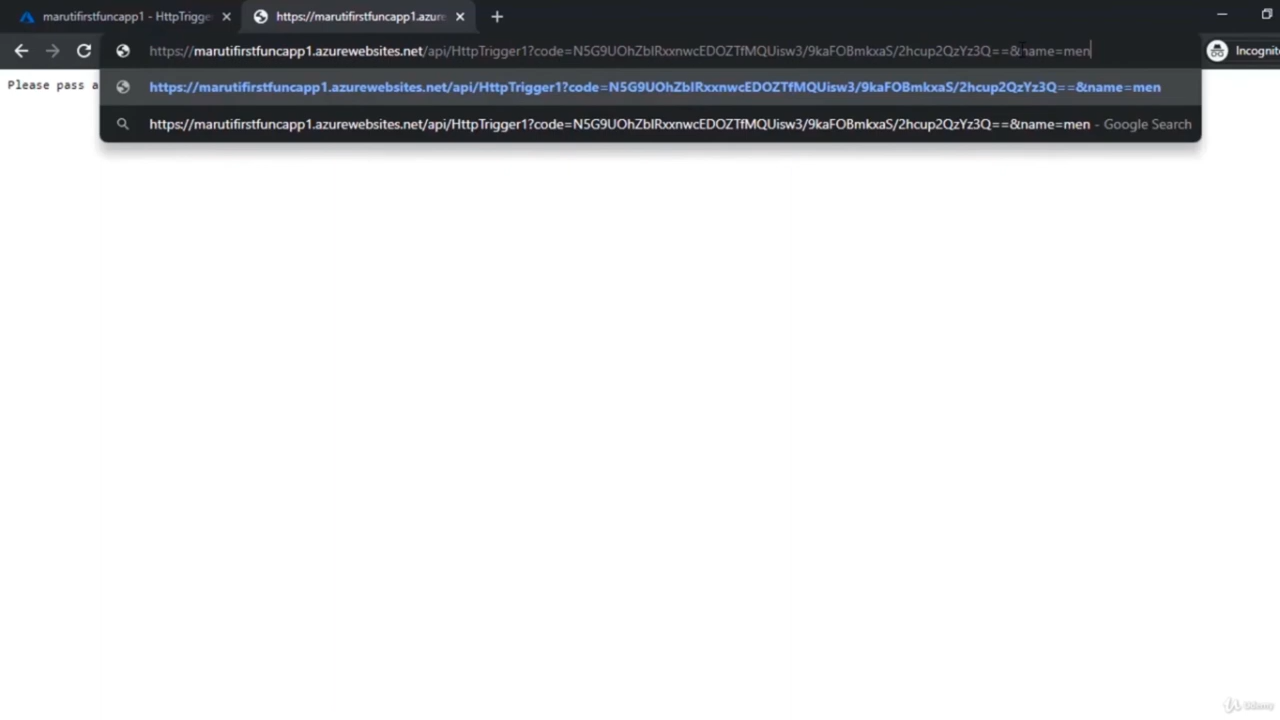 marutifirstfuncapp1 - HttpTrigge
https://marutifirstfuncapp1.azure
https://marutifirstfuncapp1.azurewebsites.net/api/HttpTrigger1?code=N5G9UOhZbIRxxnwcEDOZTfMQUisw3/9kaFOBmkxaS/2hcup2QzYz3Q==&name=men
Incognito
Please pass a
https://marutifirstfuncapp1.azurewebsites.net/api/HttpTrigger1?code=N5G9UOhZbIRxxnwcEDOZTfMQUisw3/9kaFOBmkxaS/2hcup2QzYz3Q==&name=men
https://marutifirstfuncapp1.azurewebsites.net/api/HttpTrigger1?code=N5G9UOhZbIRxxnwcEDOZTfMQUisw3/9kaFOBmkxaS/2hcup2QzYz3Q==&name=men - Google Search
Udemy